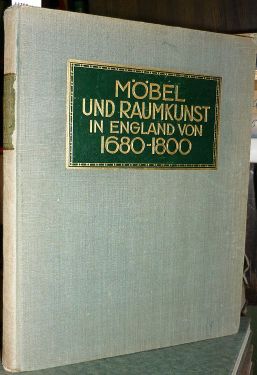 MÖBEL
UND RAUMKUNST
IN ENGLAND VON
1680-1800